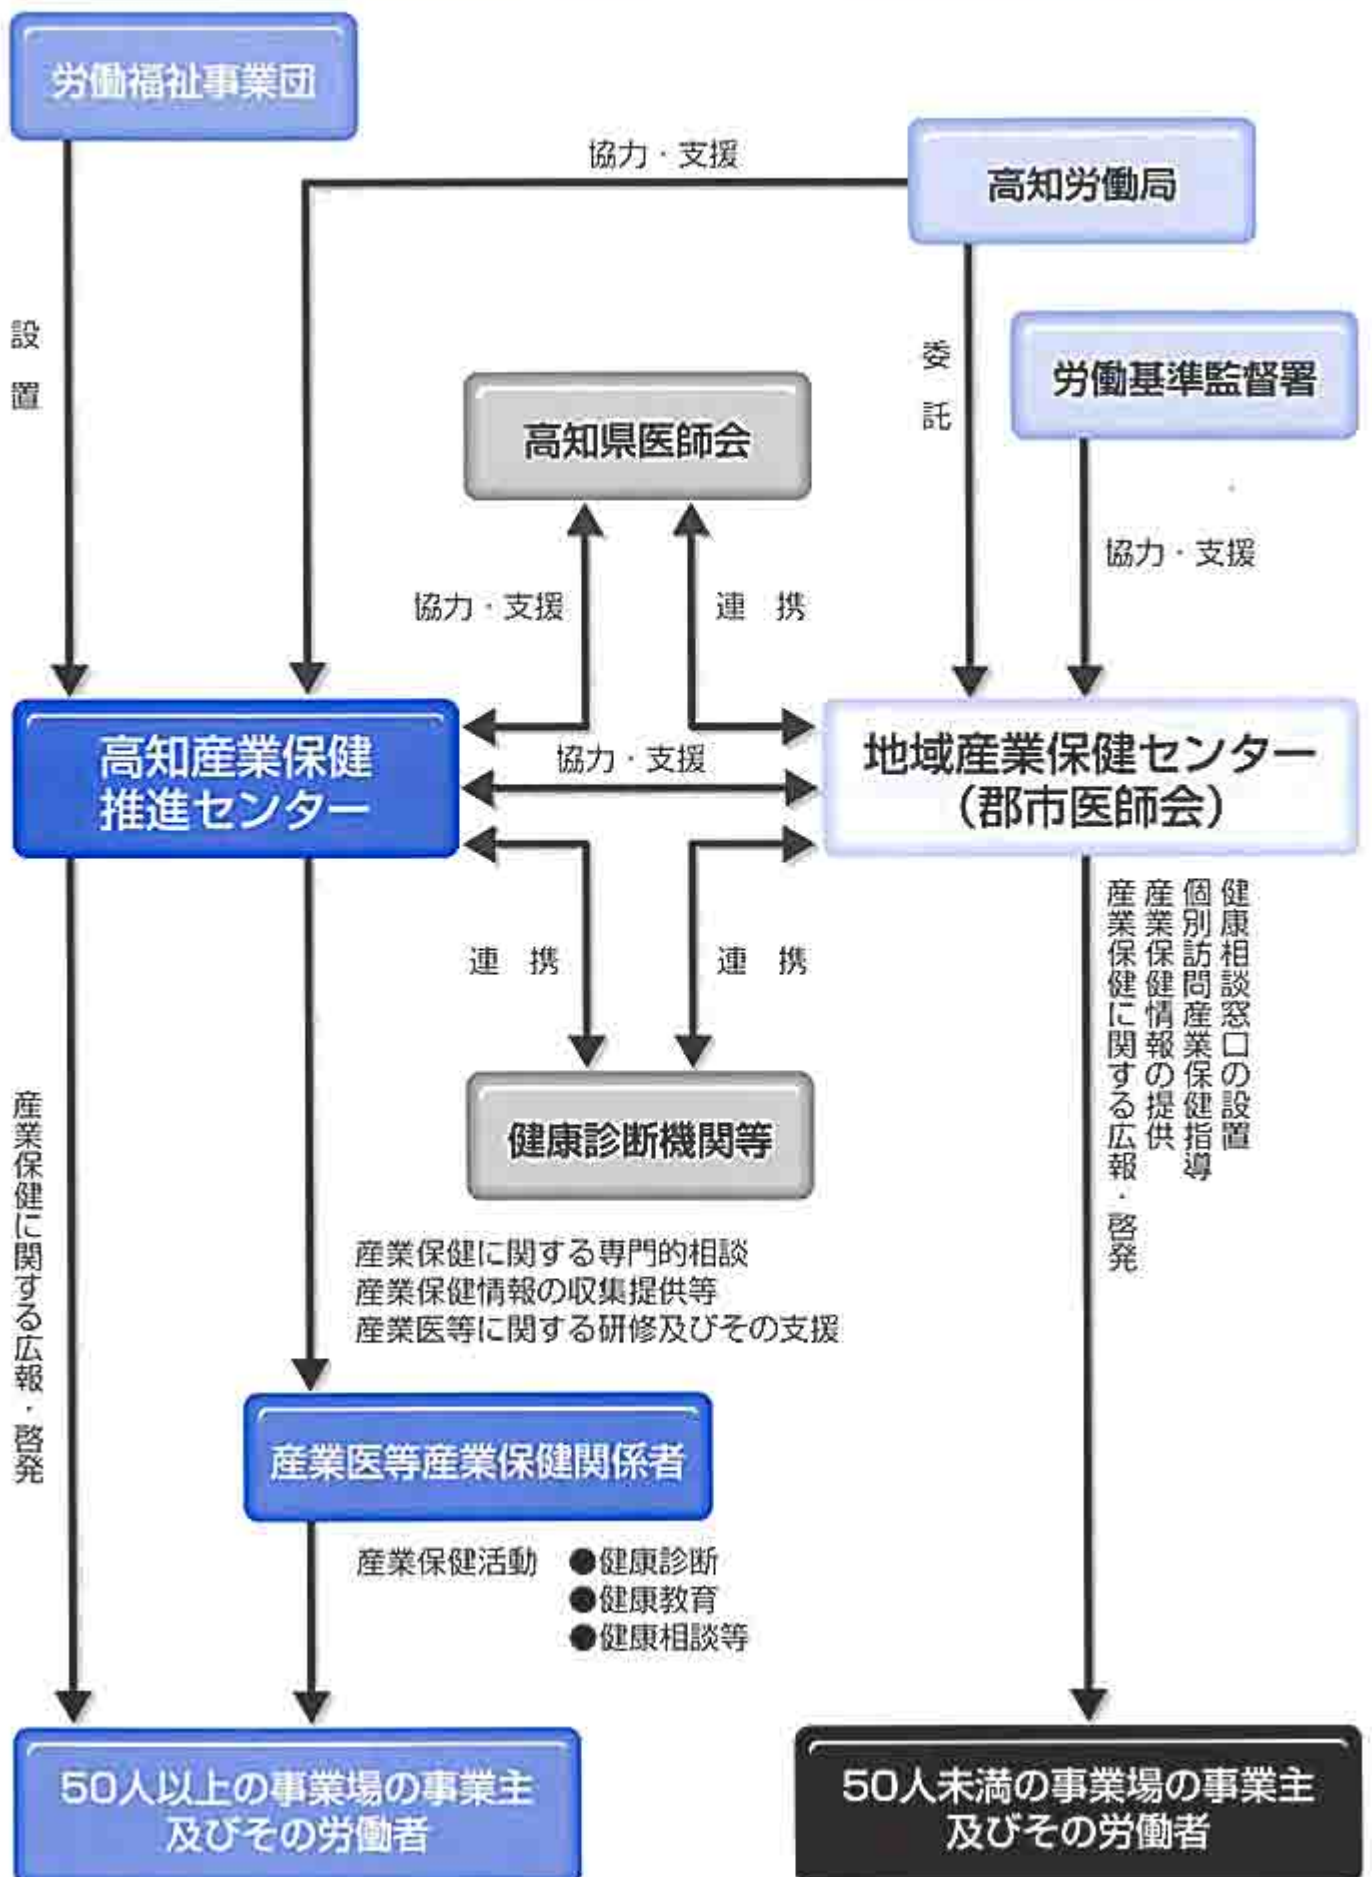 労働福祉事業団
協力・支援
高知労働局
設置
委託
労働基準監督署
高知県医師会
協力・支援
協力・支援
連 携
高知産業保健
推進センター
協力・支援
地域産業保健センター
(郡市医師会)
連 携
連 携
健康診断機関等
健康相談窓口の設置
個別訪問産業保健指導
産業保健情報の提供
産業保健に関する広報・啓発
産業保健に関する広報・啓発
産業保健に関する専門的相談
産業保健情報の収集提供等
産業医等に関する研修及びその支援
産業医等産業保健関係者
産業保健活動 ●健康診断
●健康教育
●健康相談等
50人以上の事業場の事業主
及びその労働者
50人未満の事業場の事業主
及びその労働者